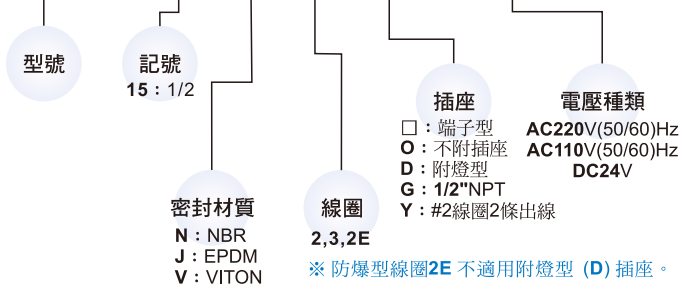 型號
記號
15：1/2
插座
□：端子型
O：不附插座
D：附燈型
G：1/2"NPT
Y：#2線圈2條出線
電壓種類
AC220V(50/60)Hz
AC110V(50/60)Hz
DC24V
密封材質
N：NBR
J：EPDM
V：VITON
線圈
2,3,2E
※ 防爆型線圈2E 不適用附燈型 (D) 插座。